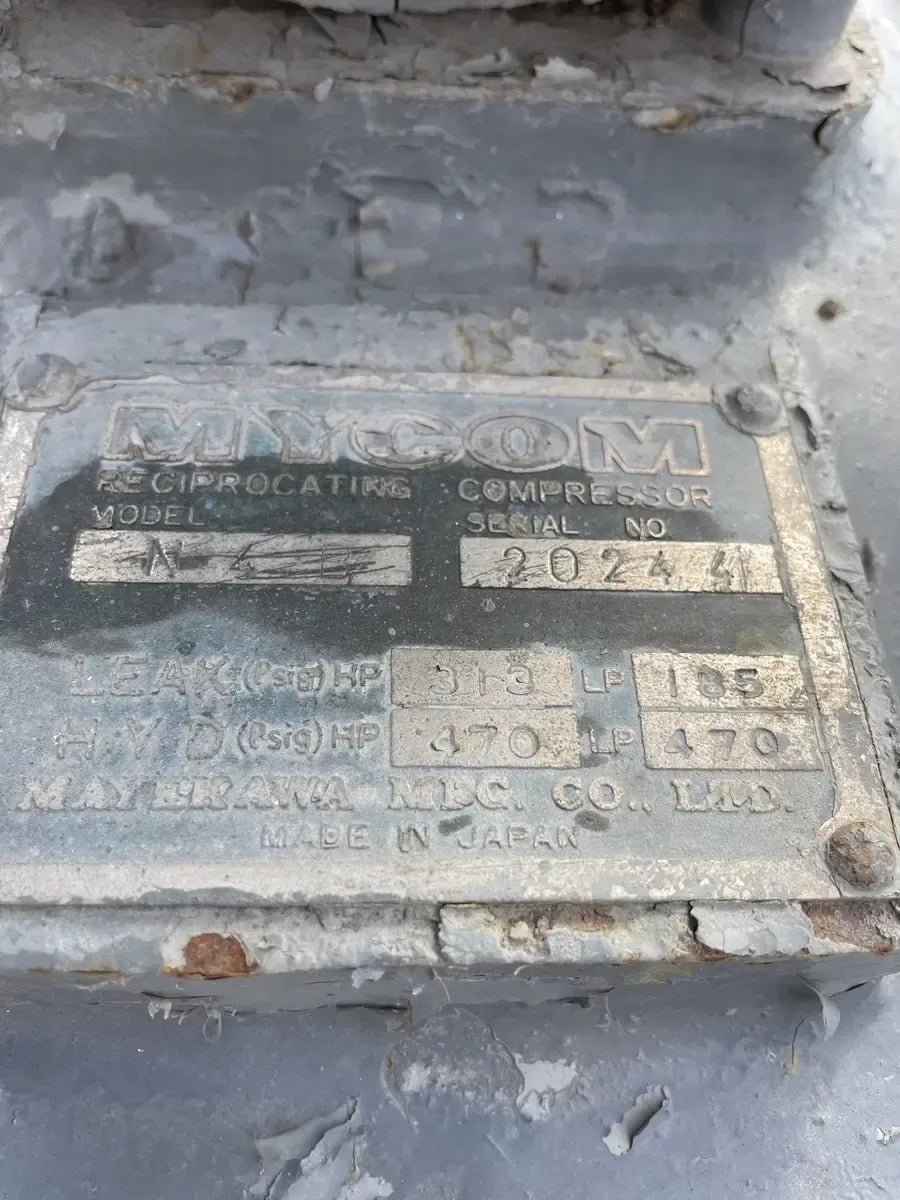 MYCOM
RECIPROCATING COMPRESSOR
MODEL SERIAL NO
N 4 20244
LEAK (Psig) HP 313 LP 185
HYD (Psig) HP 470 LP 470
MAYEKAWA MFG. CO., LTD.
MADE IN JAPAN